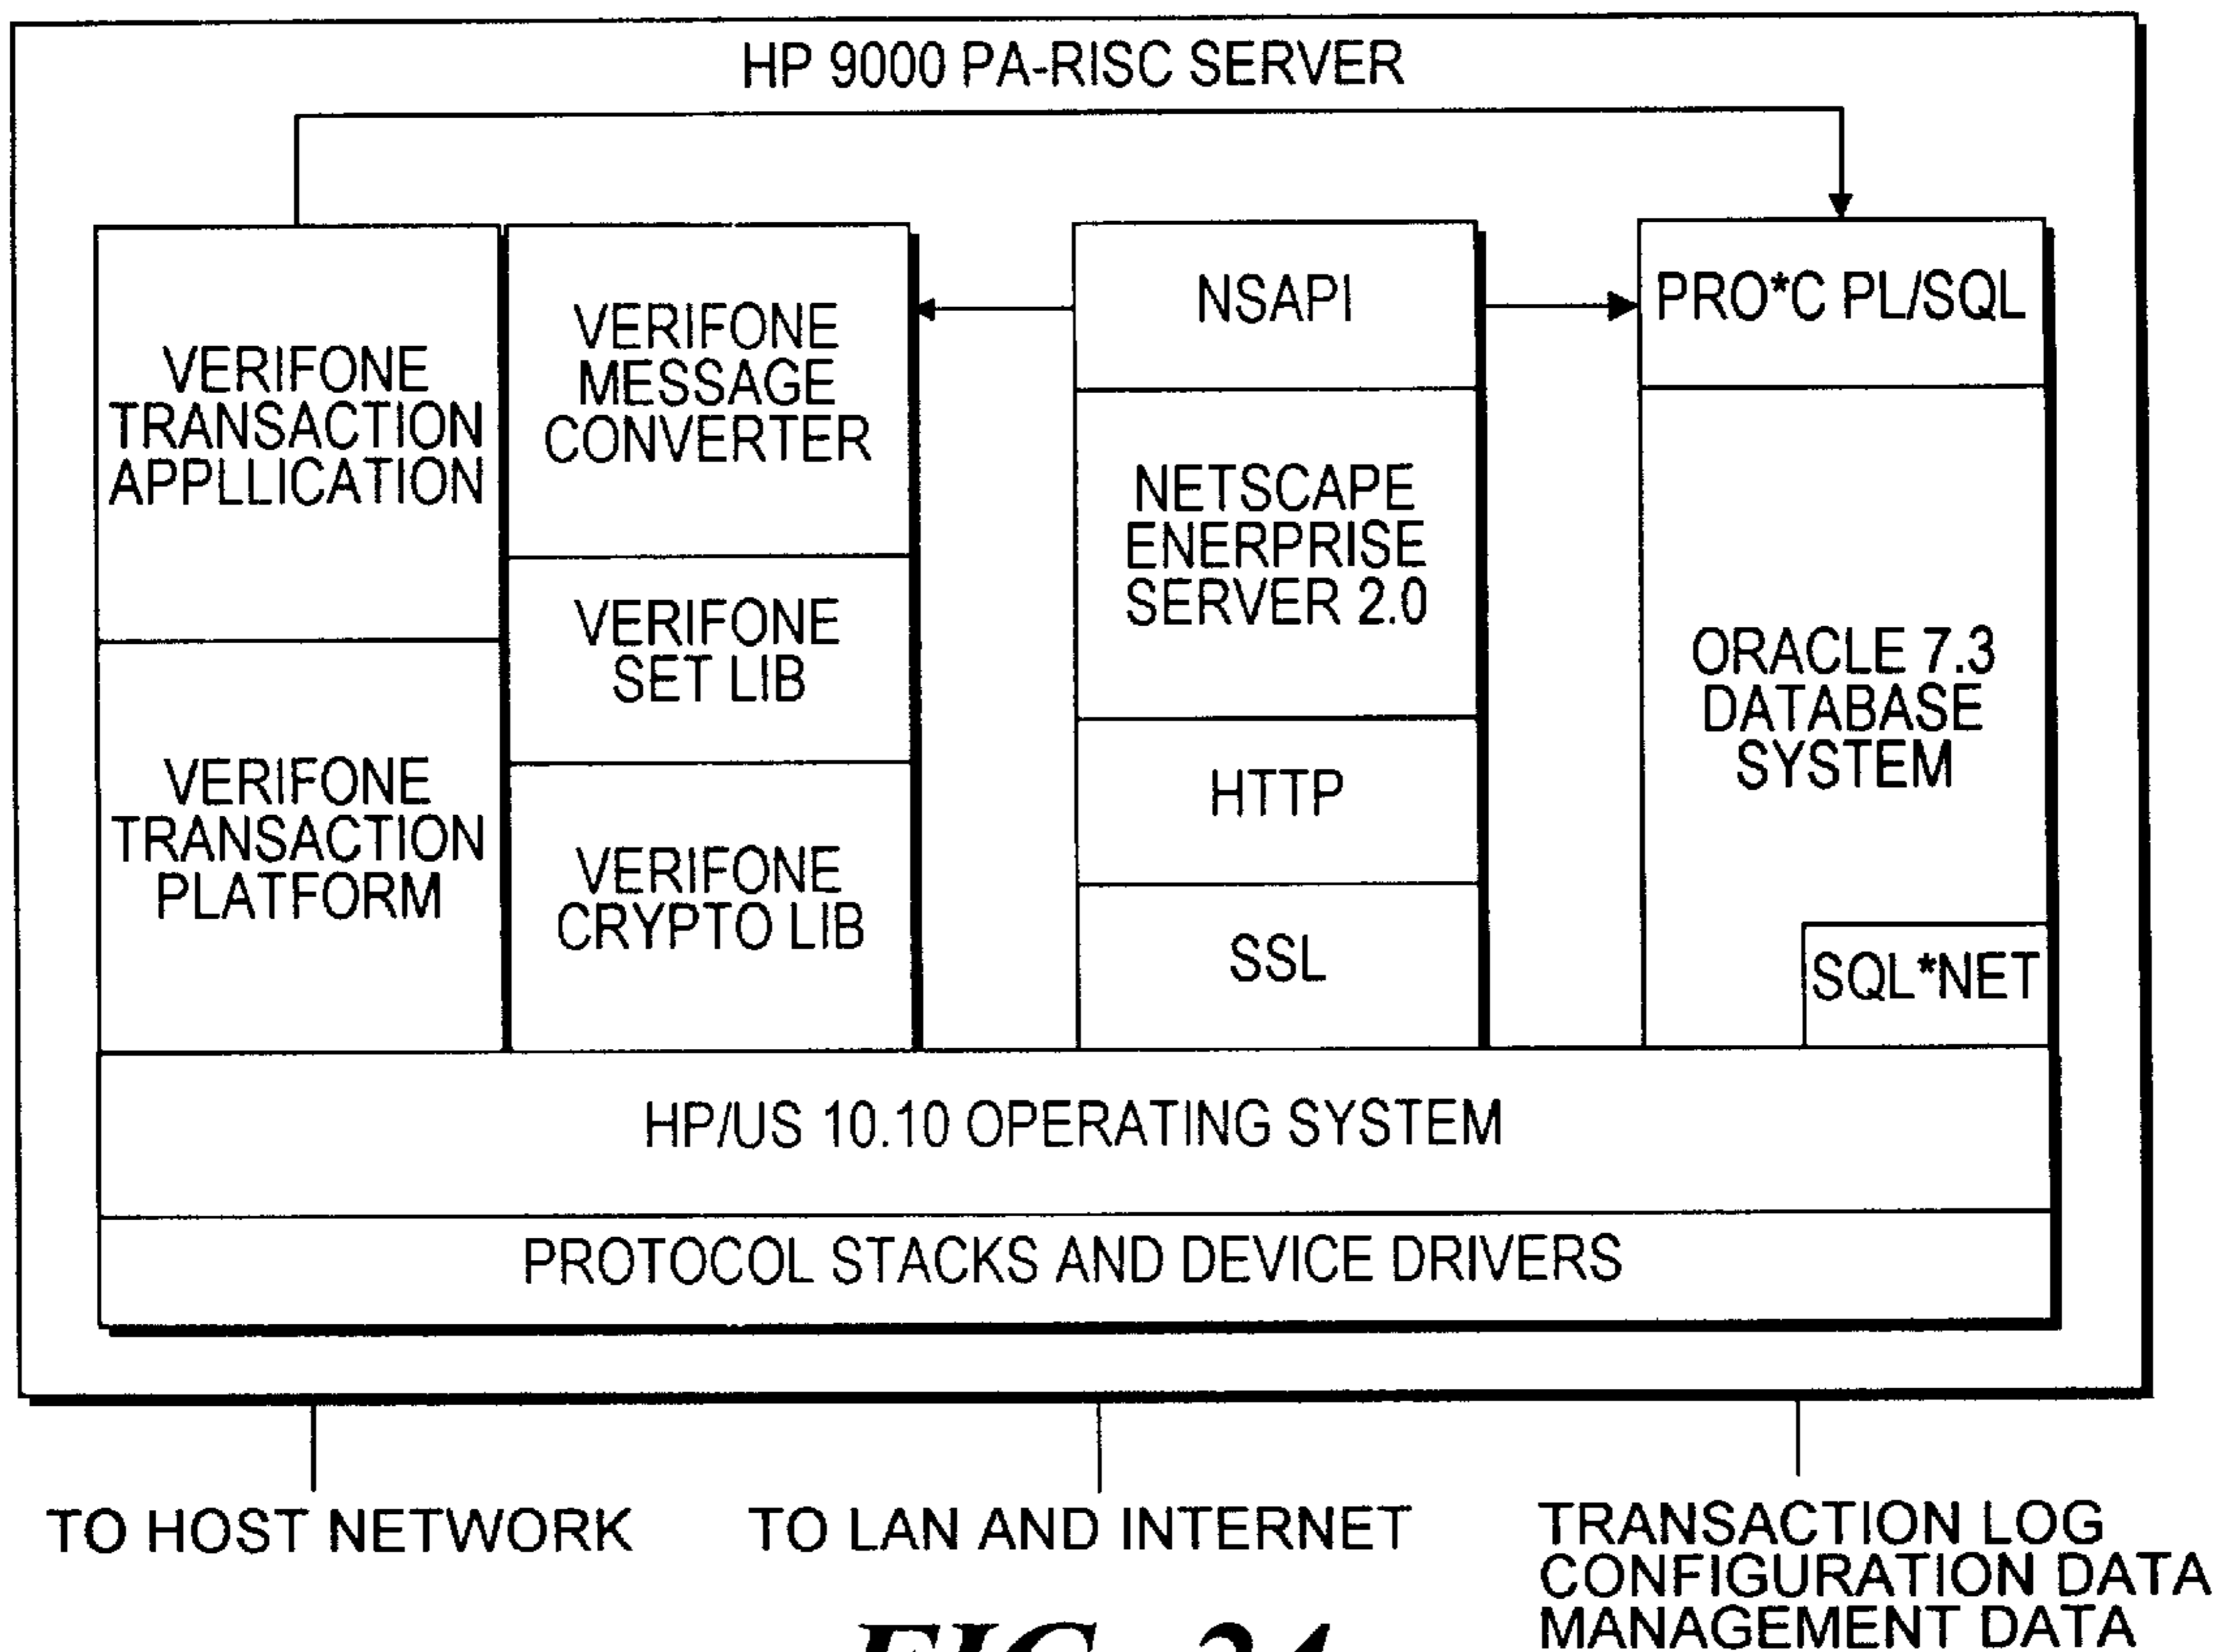 HP 9000 PA-RISC SERVER
VERIFONE
TRANSACTION
APPLLICATION
VERIFONE
TRANSACTION
PLATFORM
VERIFONE
MESSAGE
CONVERTER
VERIFONE
SET LIB
VERIFONE
CRYPTO LIB
NSAPI
NETSCAPE
ENERPRISE
SERVER 2.0
HTTP
SSL
PRO*C PL/SQL
ORACLE 7.3
DATABASE
SYSTEM
SQL*NET
HP/US 10.10 OPERATING SYSTEM
PROTOCOL STACKS AND DEVICE DRIVERS
TO HOST NETWORK
TO LAN AND INTERNET
TRANSACTION LOG
CONFIGURATION DATA
MANAGEMENT DATA